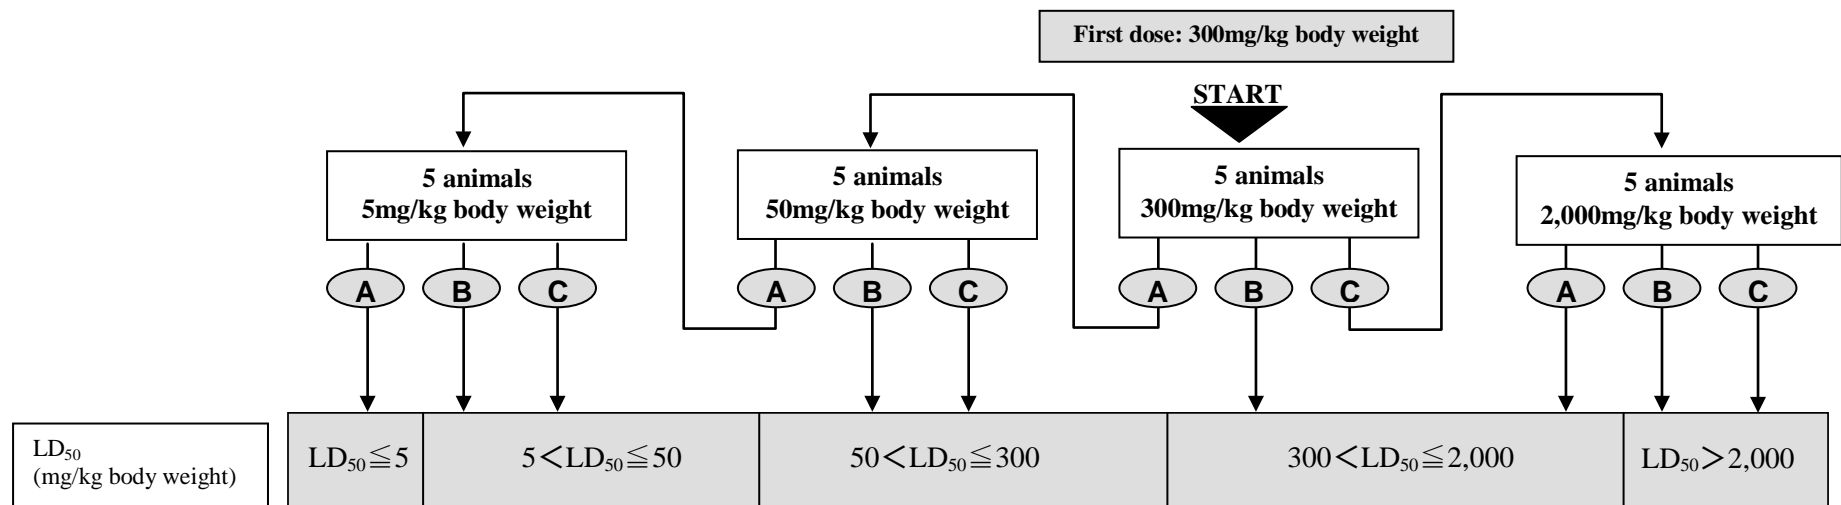 First dose: 300mg/kg body weight
START
5 animals
5mg/kg body weight
5 animals
50mg/kg body weight
5 animals
300mg/kg body weight
5 animals
2,000mg/kg body weight
A
B
C
A
B
C
A
B
C
A
B
C
LD₅₀
(mg/kg body weight)
LD₅₀≦5
5<LD₅₀≦50
50<LD₅₀≦300
300<LD₅₀≦2,000
LD₅₀>2,000